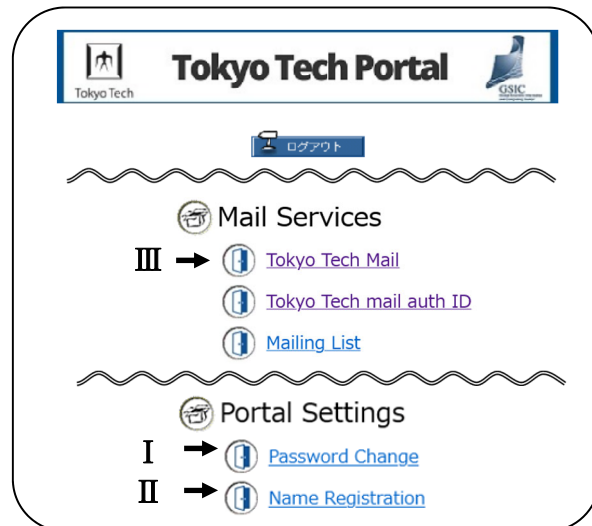 Tokyo Tech
Tokyo Tech Portal
GSIC
ログアウト
Mail Services
Ⅲ → Tokyo Tech Mail
Tokyo Tech mail auth ID
Mailing List
Portal Settings
Ⅰ → Password Change
Ⅱ → Name Registration